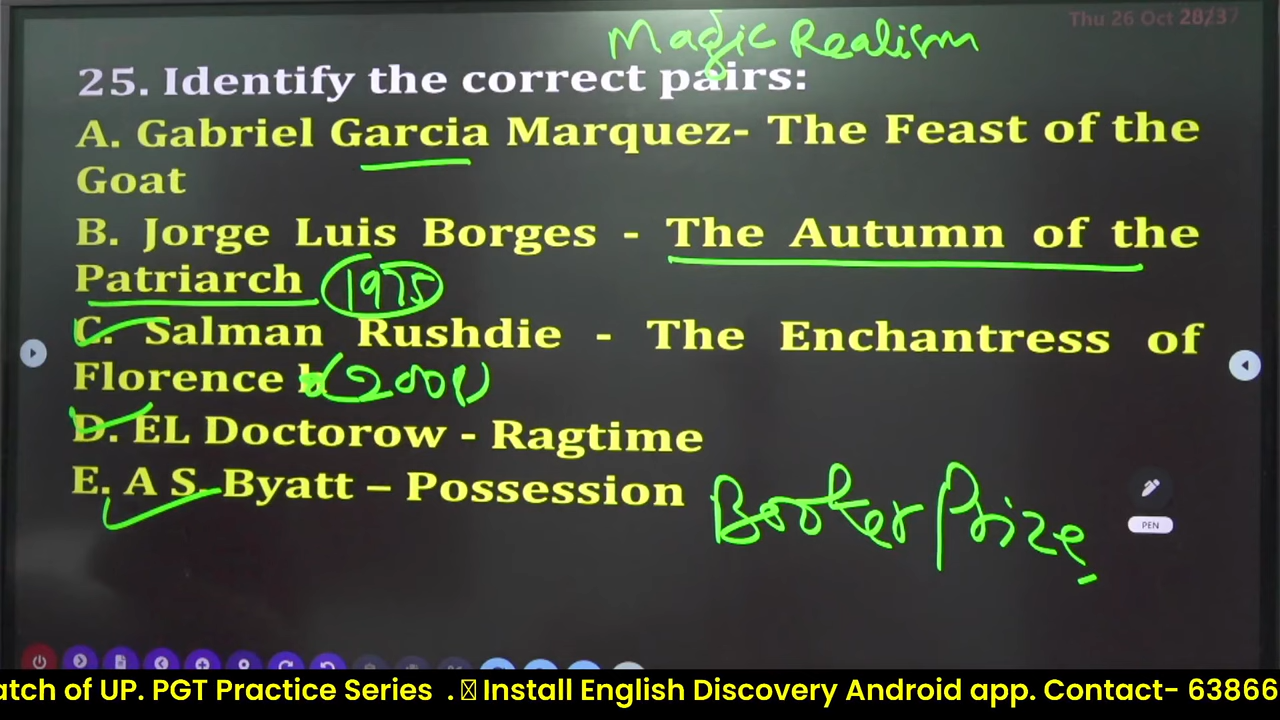 Thu 26 Oct
Magic Realism
25. Identify the correct pairs:
A. Gabriel Garcia Marquez- The Feast of the
Goat
B. Jorge Luis Borges - The Autumn of the
Patriarch (1975)
C. Salman Rushdie - The Enchantress of
Florence
D. EL Doctorow - Ragtime
E. A S. Byatt – Possession Booker Prize
PEN
atch of UP. PGT Practice Series . Install English Discovery Android app. Contact- 63866